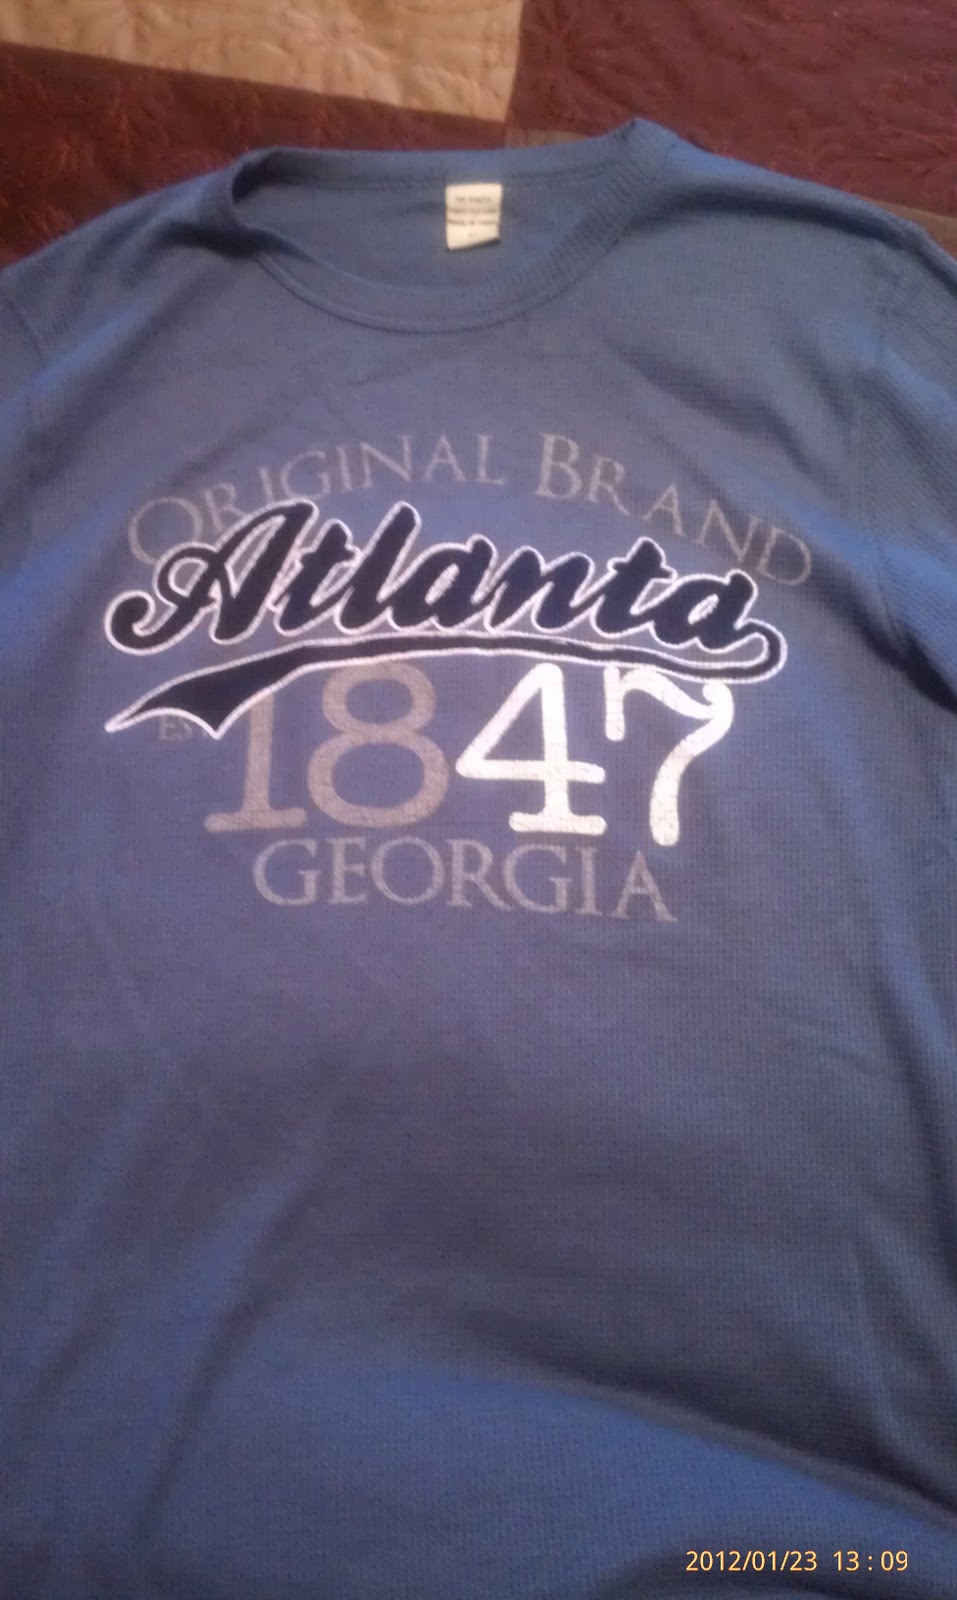 ORIGINAL BRAND
Atlanta
EST 1847
GEORGIA
2012/01/23 13:09